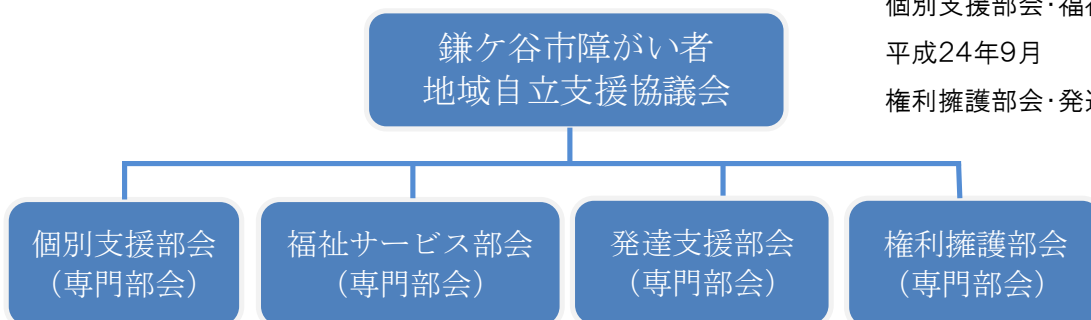 個別支援部会・福
平成24年9月
権利擁護部会・発
鎌ケ谷市障がい者
地域自立支援協議会
個別支援部会
（専門部会）
福祉サービス部会
（専門部会）
発達支援部会
（専門部会）
権利擁護部会
（専門部会）